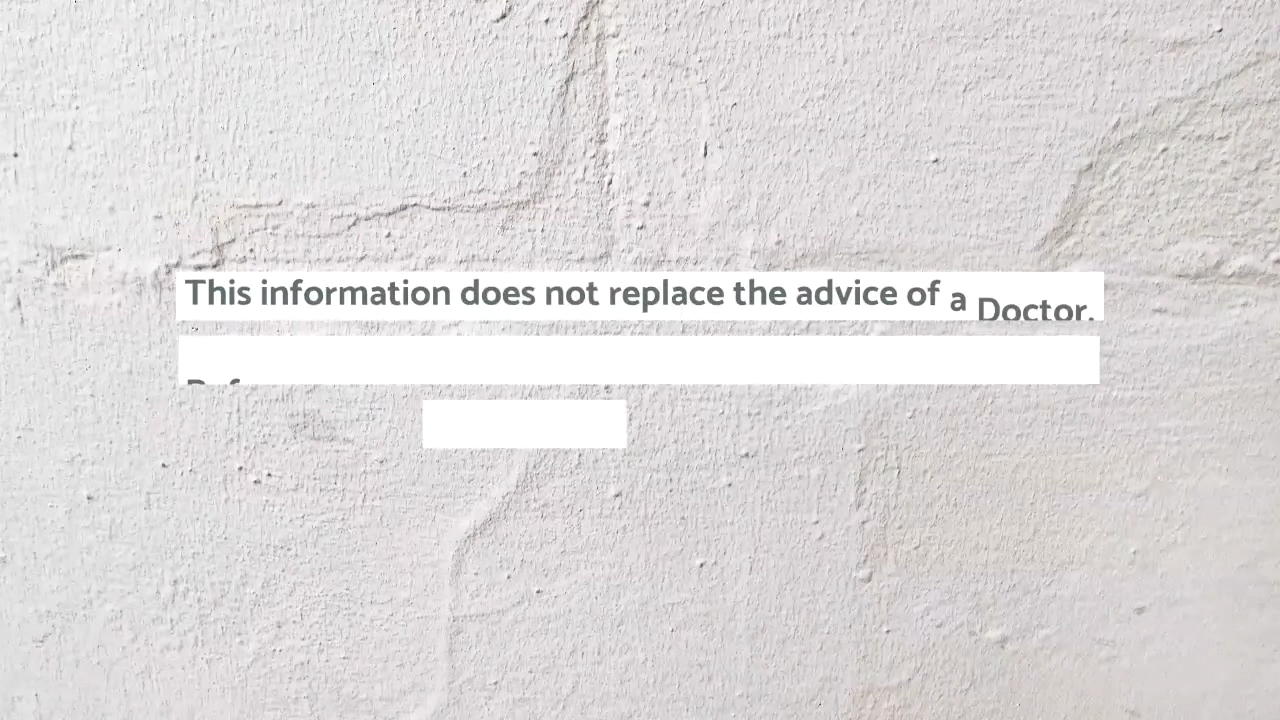 This information does not replace the advice of a Doctor.